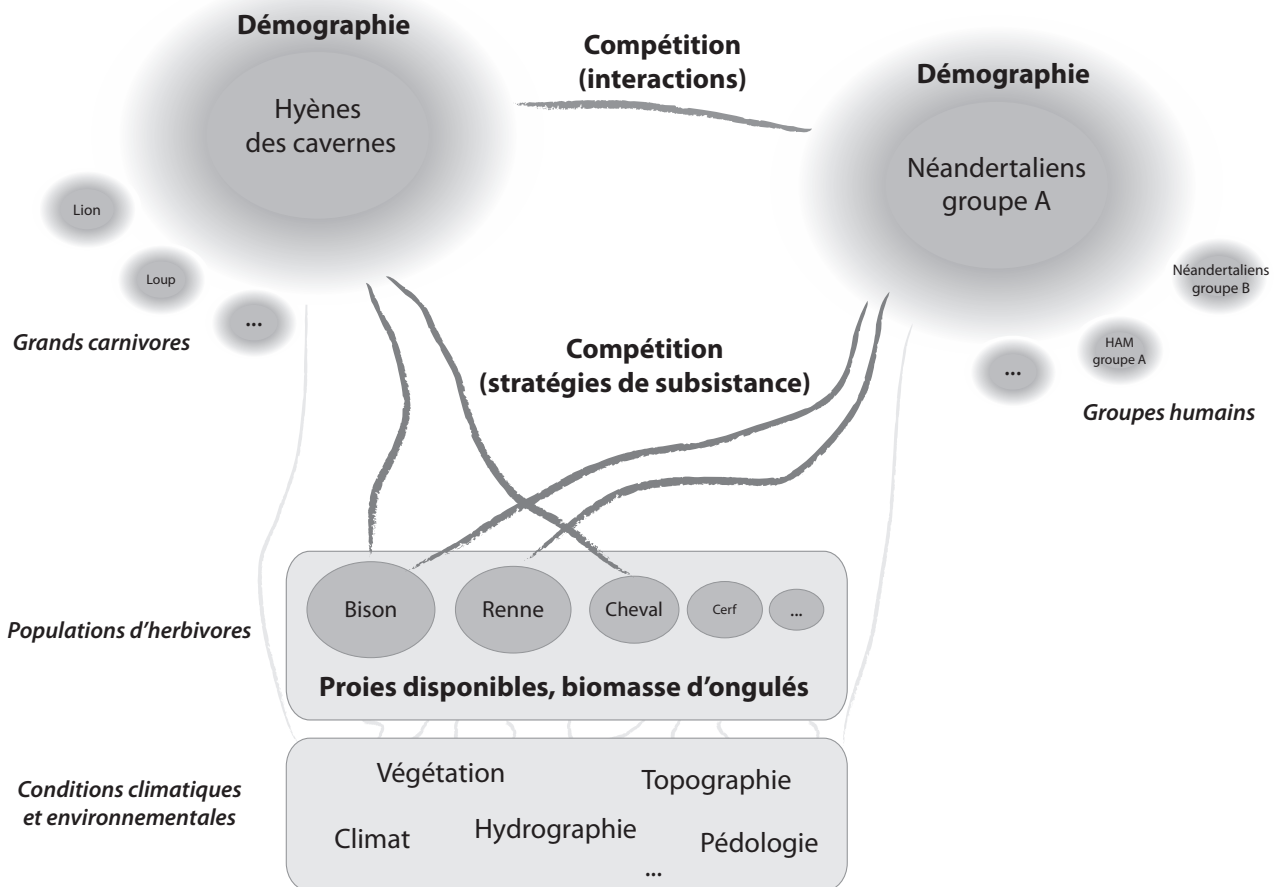 Démographie
Compétition
(interactions)
Démographie
Hyènes
des cavernes
Néandertaliens
groupe A
Lion
Loup
...
Grands carnivores
Néandertaliens
groupe B
HAM
groupe A
...
Groupes humains
Compétition
(stratégies de subsistance)
Populations d'herbivores
Bison
Renne
Cheval
Cerf
...
Proies disponibles, biomasse d'ongulés
Conditions climatiques
et environnementales
Végétation
Topographie
Climat
Hydrographie
Pédologie
...